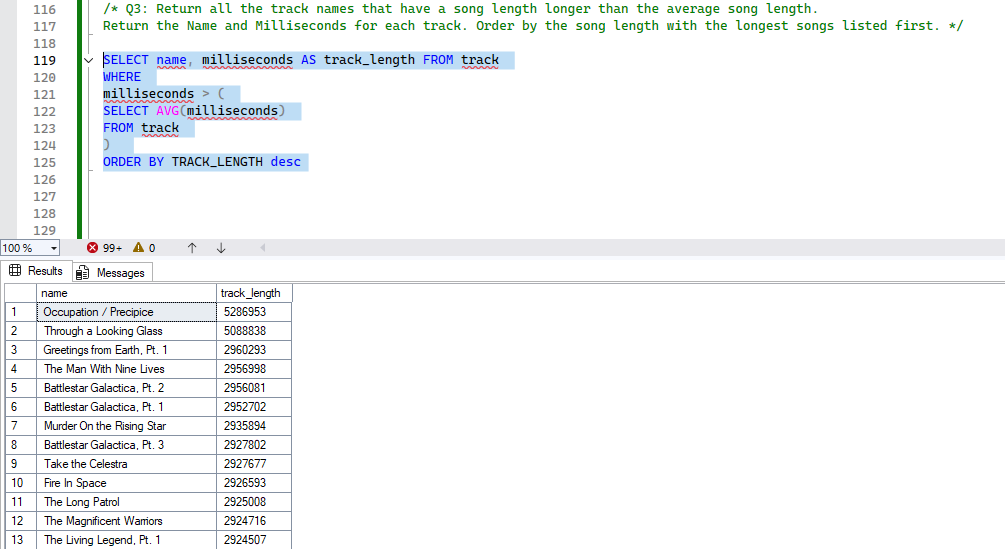 116 /* Q3: Return all the track names that have a song length longer than the average song length.
117 Return the Name and Milliseconds for each track. Order by the song length with the longest songs listed first. */
118
119 SELECT name, milliseconds AS track_length FROM track
120 WHERE
121 milliseconds > (
122 SELECT AVG(milliseconds)
123 FROM track
124 )
125 ORDER BY TRACK_LENGTH desc
126
127
128
129
100 % 99+ 0
Results Messages
name track_length
1 Occupation / Precipice 5286953
2 Through a Looking Glass 5088838
3 Greetings from Earth, Pt. 1 2960293
4 The Man With Nine Lives 2956998
5 Battlestar Galactica, Pt. 2 2956081
6 Battlestar Galactica, Pt. 1 2952702
7 Murder On the Rising Star 2935894
8 Battlestar Galactica, Pt. 3 2927802
9 Take the Celestra 2927677
10 Fire In Space 2926593
11 The Long Patrol 2925008
12 The Magnificent Warriors 2924716
13 The Living Legend, Pt. 1 2924507